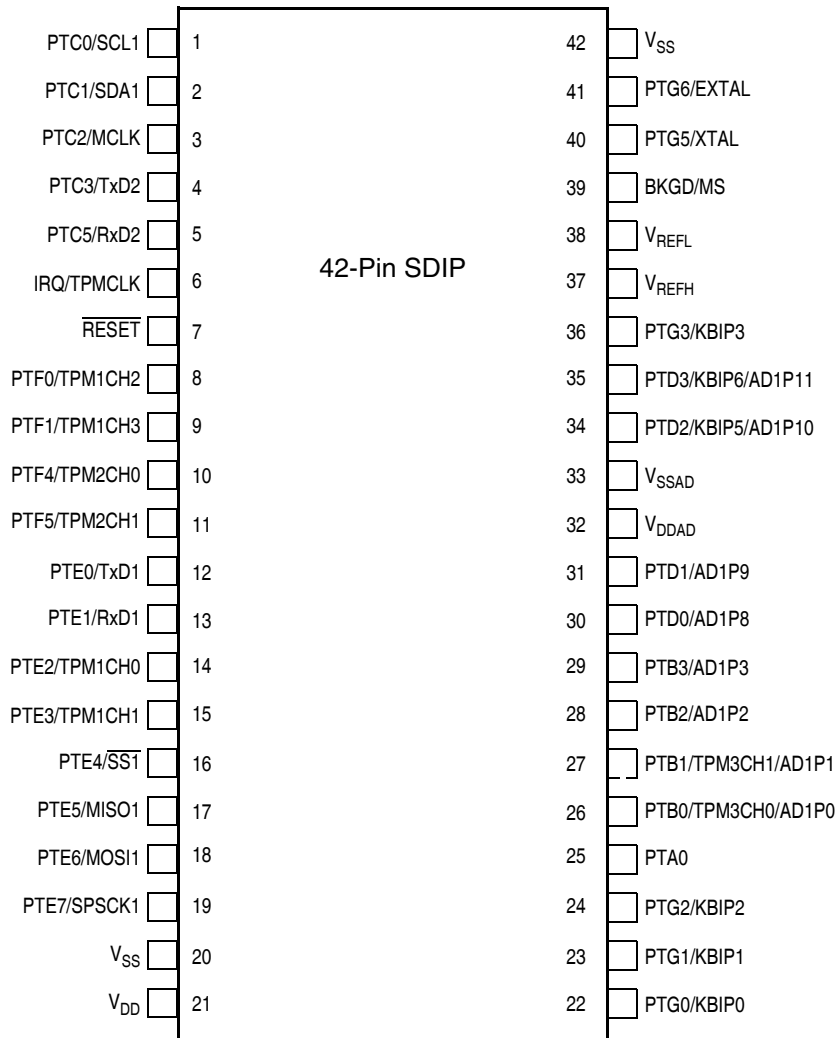 PTC0/SCL1 1 42 VSS
PTC1/SDA1 2 41 PTG6/EXTAL
PTC2/MCLK 3 40 PTG5/XTAL
PTC3/TxD2 4 39 BKGD/MS
PTC5/RxD2 5 38 VREFL
42-Pin SDIP
IRQ/TPMCLK 6 37 VREFH
RESET 7 36 PTG3/KBIP3
PTF0/TPM1CH2 8 35 PTD3/KBIP6/AD1P11
PTF1/TPM1CH3 9 34 PTD2/KBIP5/AD1P10
PTF4/TPM2CH0 10 33 VSSAD
PTF5/TPM2CH1 11 32 VDDAD
PTE0/TxD1 12 31 PTD1/AD1P9
PTE1/RxD1 13 30 PTD0/AD1P8
PTE2/TPM1CH0 14 29 PTB3/AD1P3
PTE3/TPM1CH1 15 28 PTB2/AD1P2
PTE4/SS1 16 27 PTB1/TPM3CH1/AD1P1
PTE5/MISO1 17 26 PTB0/TPM3CH0/AD1P0
PTE6/MOSI1 18 25 PTA0
PTE7/SPSCK1 19 24 PTG2/KBIP2
VSS 20 23 PTG1/KBIP1
VDD 21 22 PTG0/KBIP0